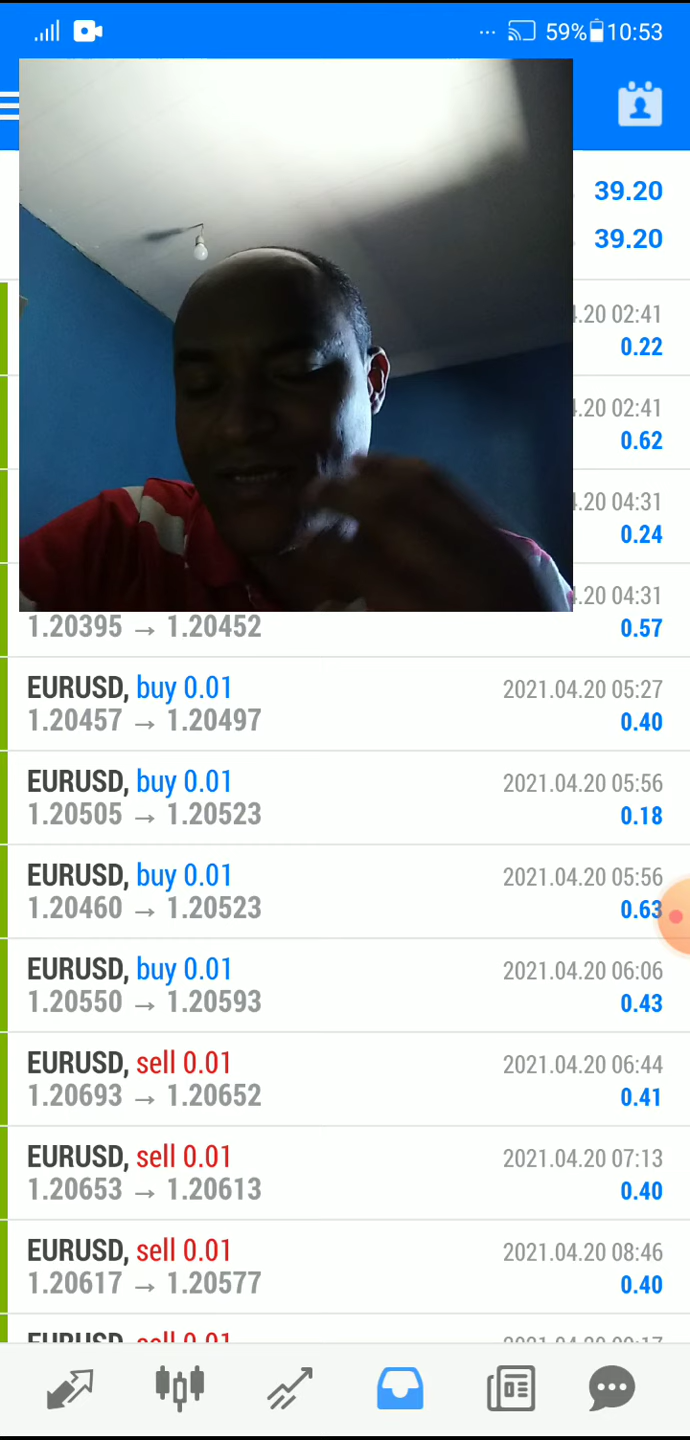 59% 10:53
39.20
39.20
.20 02:41
0.22
.20 02:41
0.62
.20 04:31
0.24
.20 04:31
1.20395 → 1.20452 0.57
EURUSD, buy 0.01 2021.04.20 05:27
1.20457 → 1.20497 0.40
EURUSD, buy 0.01 2021.04.20 05:56
1.20505 → 1.20523 0.18
EURUSD, buy 0.01 2021.04.20 05:56
1.20460 → 1.20523 0.63
EURUSD, buy 0.01 2021.04.20 06:06
1.20550 → 1.20593 0.43
EURUSD, sell 0.01 2021.04.20 06:44
1.20693 → 1.20652 0.41
EURUSD, sell 0.01 2021.04.20 07:13
1.20653 → 1.20613 0.40
EURUSD, sell 0.01 2021.04.20 08:46
1.20617 → 1.20577 0.40
EURUSD, sell 0.01